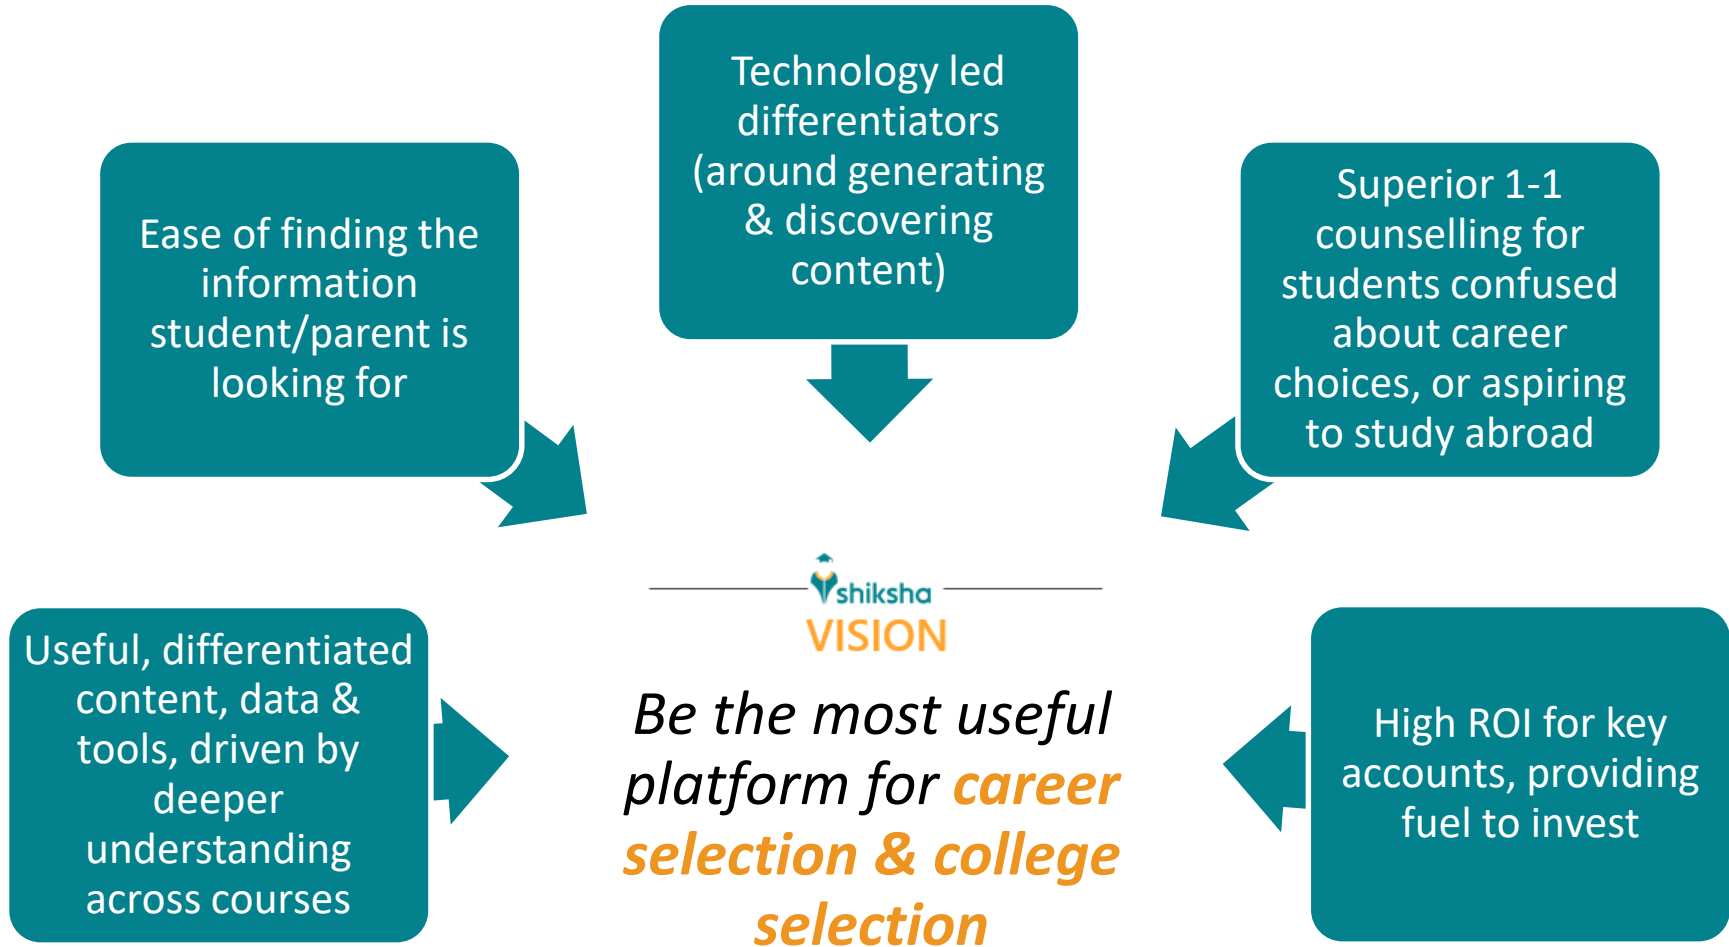 Technology led
differentiators
(around generating
& discovering
content)
Ease of finding the
information
student/parent is
looking for
Superior 1-1
counselling for
students confused
about career
choices, or aspiring
to study abroad
Useful, differentiated
content, data &
tools, driven by
deeper
understanding
across courses
shiksha
VISION
Be the most useful
platform for career
selection & college
selection
High ROI for key
accounts, providing
fuel to invest